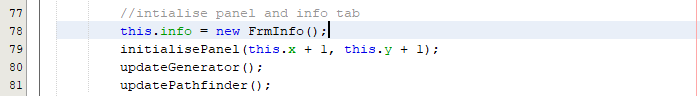 77 //intialise panel and info tab
78 this.info = new FrmInfo();
79 initialisePanel(this.x + 1, this.y + 1);
80 updateGenerator();
81 updatePathfinder();